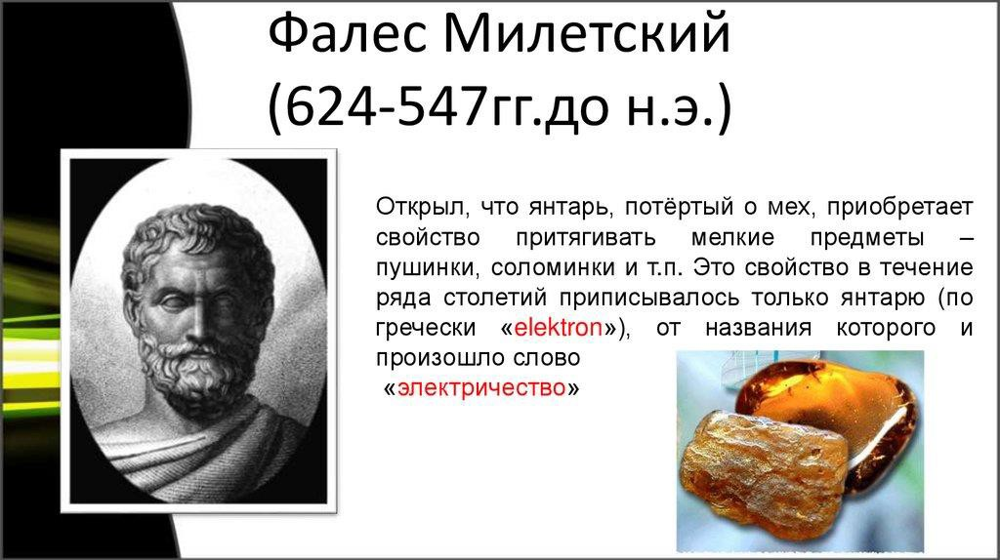 Фалес Милетский
(624-547гг.до н.э.)
Открыл, что янтарь, потёртый о мех, приобретает
свойство притягивать мелкие предметы –
пушинки, соломинки и т.п. Это свойство в течение
ряда столетий приписывалось только янтарю (по
гречески «elektron»), от названия которого и
произошло слово
«электричество»